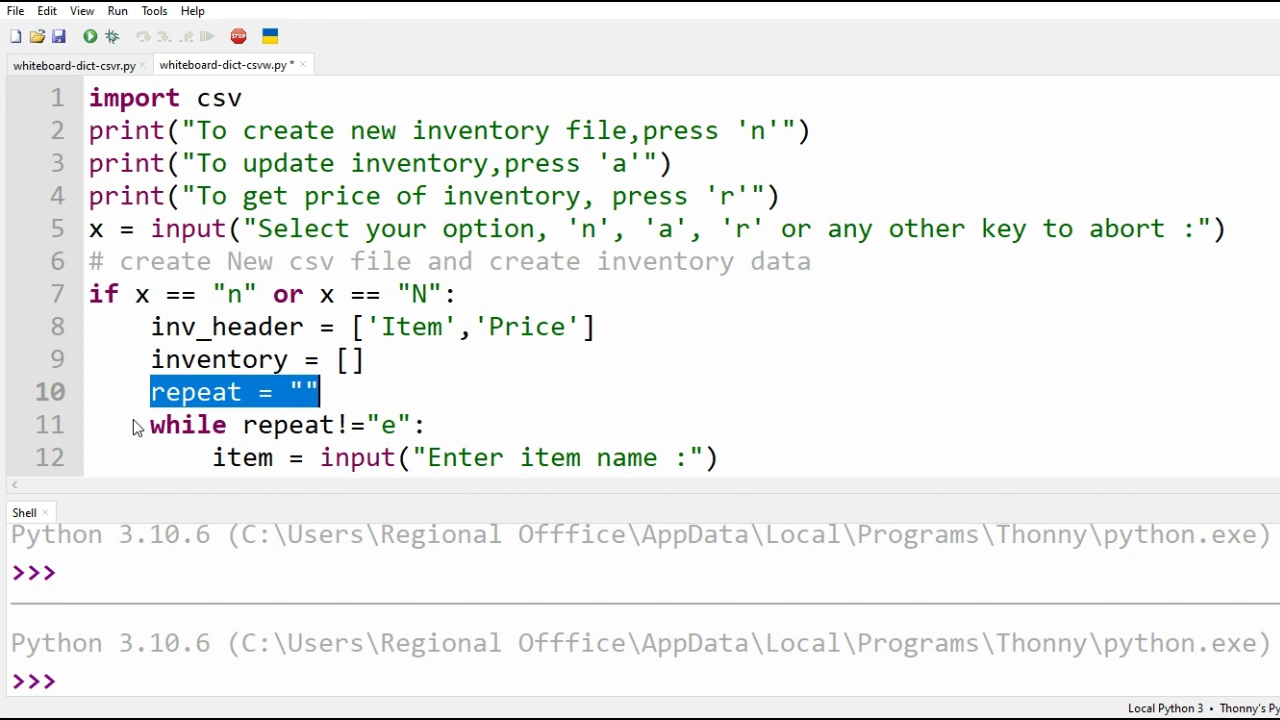 File Edit View Run Tools Help
STOP
whiteboard-dict-csvr.py × whiteboard-dict-csvw.py * ×
1 import csv
2 print("To create new inventory file,press 'n'")
3 print("To update inventory,press 'a'")
4 print("To get price of inventory, press 'r'")
5 x = input("Select your option, 'n', 'a', 'r' or any other key to abort :")
6 # create New csv file and create inventory data
7 if x == "n" or x == "N":
8 inv_header = ['Item','Price']
9 inventory = []
10 repeat = ""
11 while repeat!="e":
12 item = input("Enter item name :")
Shell ×
Python 3.10.6 (C:\Users\Regional Offfice\AppData\Local\Programs\Thonny\python.exe)
>>>
Python 3.10.6 (C:\Users\Regional Offfice\AppData\Local\Programs\Thonny\python.exe)
>>>
Local Python 3 • Thonny's Py